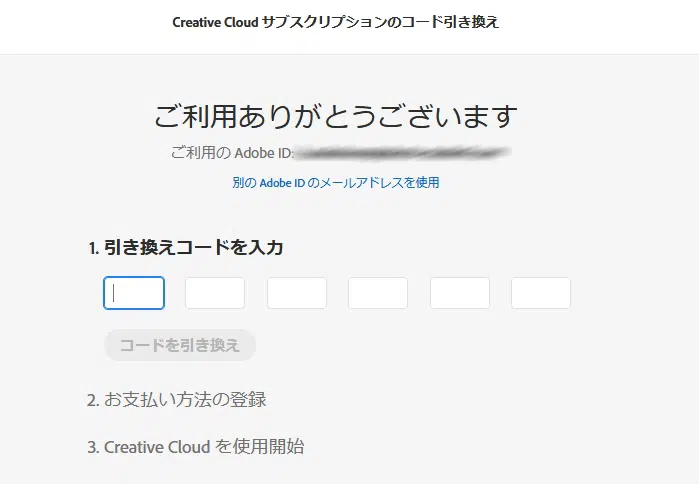 Creative Cloud サブスクリプションのコード引き換え
ご利用ありがとうございます
ご利用の Adobe ID:
別の Adobe ID のメールアドレスを使用
1. 引き換えコードを入力
コードを引き換え
2. お支払い方法の登録
3. Creative Cloud を使用開始